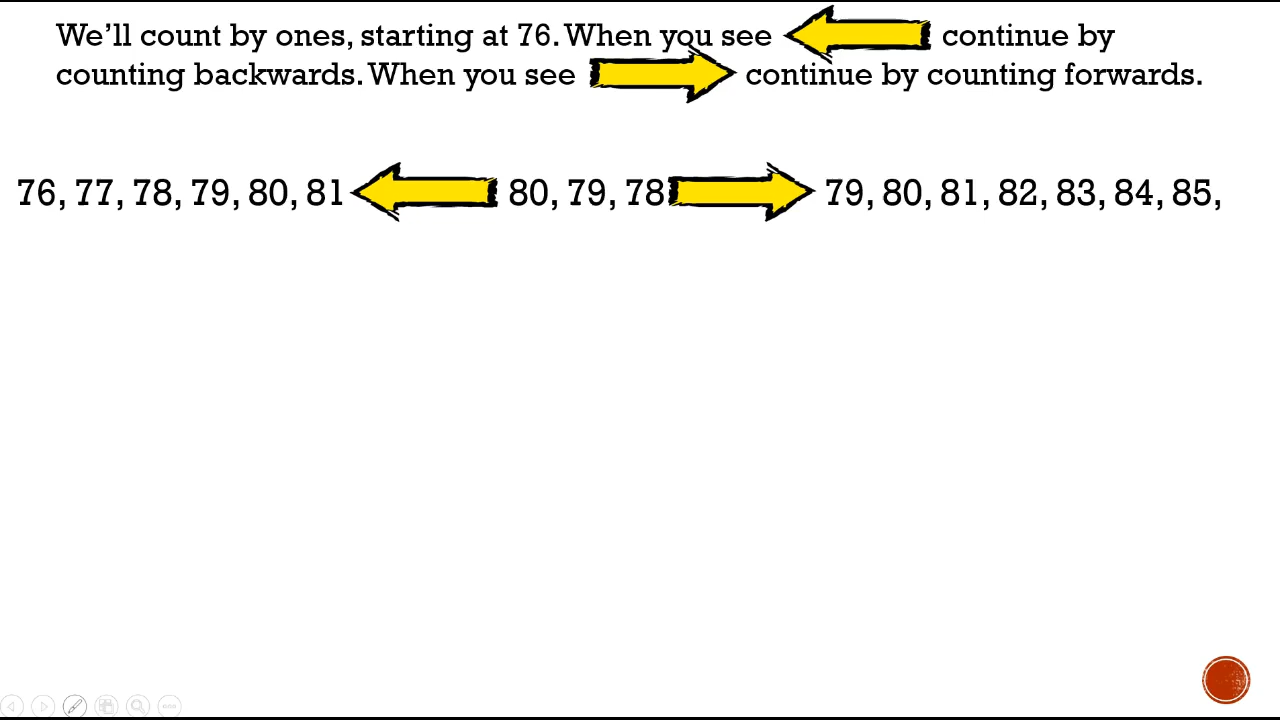 We’ll count by ones, starting at 76. When you see continue by
counting backwards. When you see continue by counting forwards.
76, 77, 78, 79, 80, 81 80, 79, 78 79, 80, 81, 82, 83, 84, 85,